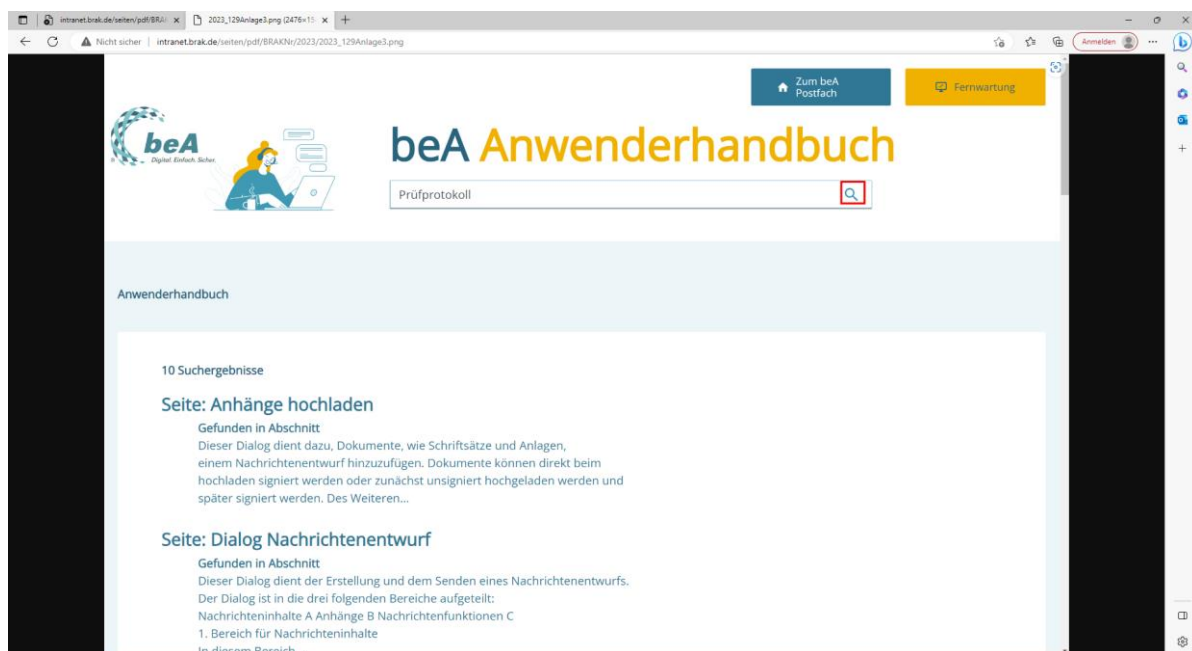 intranet.brak.de/seiten/pdf/BRAK
2023_129Anlage3.png (2476×15
Nicht sicher | intranet.brak.de/seiten/pdf/BRAKNr/2023/2023_129Anlage3.png
Anmelden
Zum beA
Postfach
Fernwartung
beA
Digital. Einfach. Sicher.
beA Anwenderhandbuch
Prüfprotokoll
Anwenderhandbuch
10 Suchergebnisse
Seite: Anhänge hochladen
Gefunden in Abschnitt
Dieser Dialog dient dazu, Dokumente, wie Schriftsätze und Anlagen,
einem Nachrichtenentwurf hinzuzufügen. Dokumente können direkt beim
hochladen signiert werden oder zunächst unsigniert hochgeladen werden und
später signiert werden. Des Weiteren...
Seite: Dialog Nachrichtenentwurf
Gefunden in Abschnitt
Dieser Dialog dient der Erstellung und dem Senden eines Nachrichtenentwurfs.
Der Dialog ist in die drei folgenden Bereiche aufgeteilt:
Nachrichteninhalte A Anhänge B Nachrichtenfunktionen C
1. Bereich für Nachrichteninhalte
In diesem Bereich